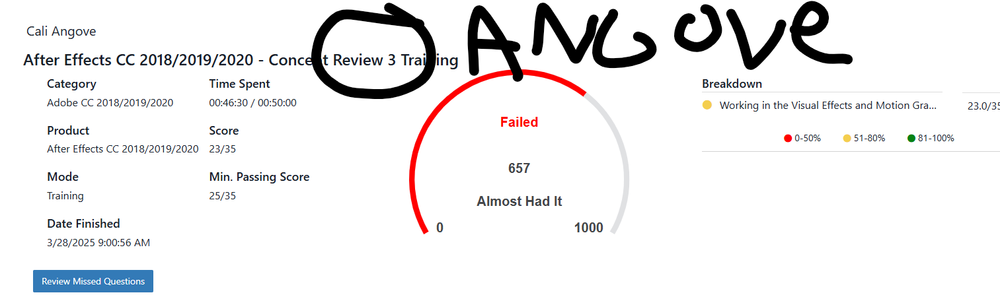 Cali Angove
ANGOVE
After Effects CC 2018/2019/2020 - Concept Review 3 Training
Category
Adobe CC 2018/2019/2020
Time Spent
00:46:30 / 00:50:00
Product
After Effects CC 2018/2019/2020
Score
23/35
Mode
Training
Min. Passing Score
25/35
Date Finished
3/28/2025 9:00:56 AM
Review Missed Questions
Failed
657
Almost Had It
0
1000
Breakdown
Working in the Visual Effects and Motion Gra...
23.0/35
0-50%
51-80%
81-100%